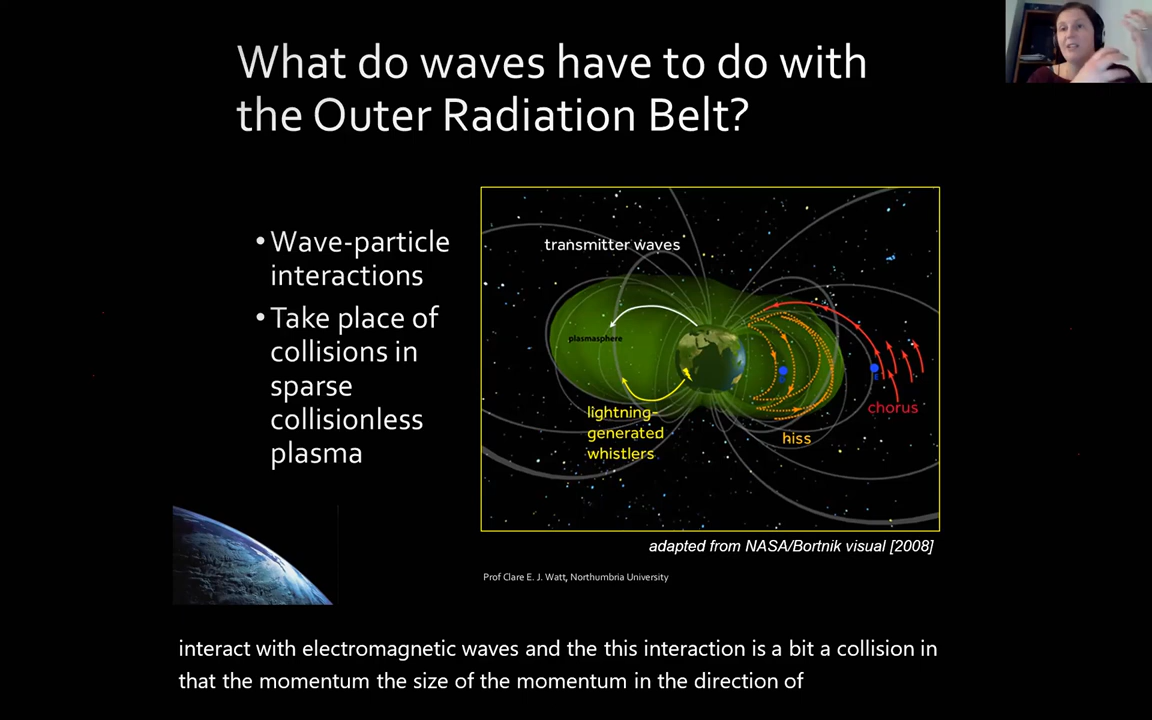 What do waves have to do with
the Outer Radiation Belt?
• Wave-particle
interactions
• Take place of
collisions in
sparse
collisionless
plasma
transmitter waves
plasmasphere
lightning-
generated
whistlers
chorus
hiss
adapted from NASA/Bortnik visual [2008]
Prof Clare E. J. Watt, Northumbria University
interact with electromagnetic waves and the this interaction is a bit a collision in
that the momentum the size of the momentum in the direction of